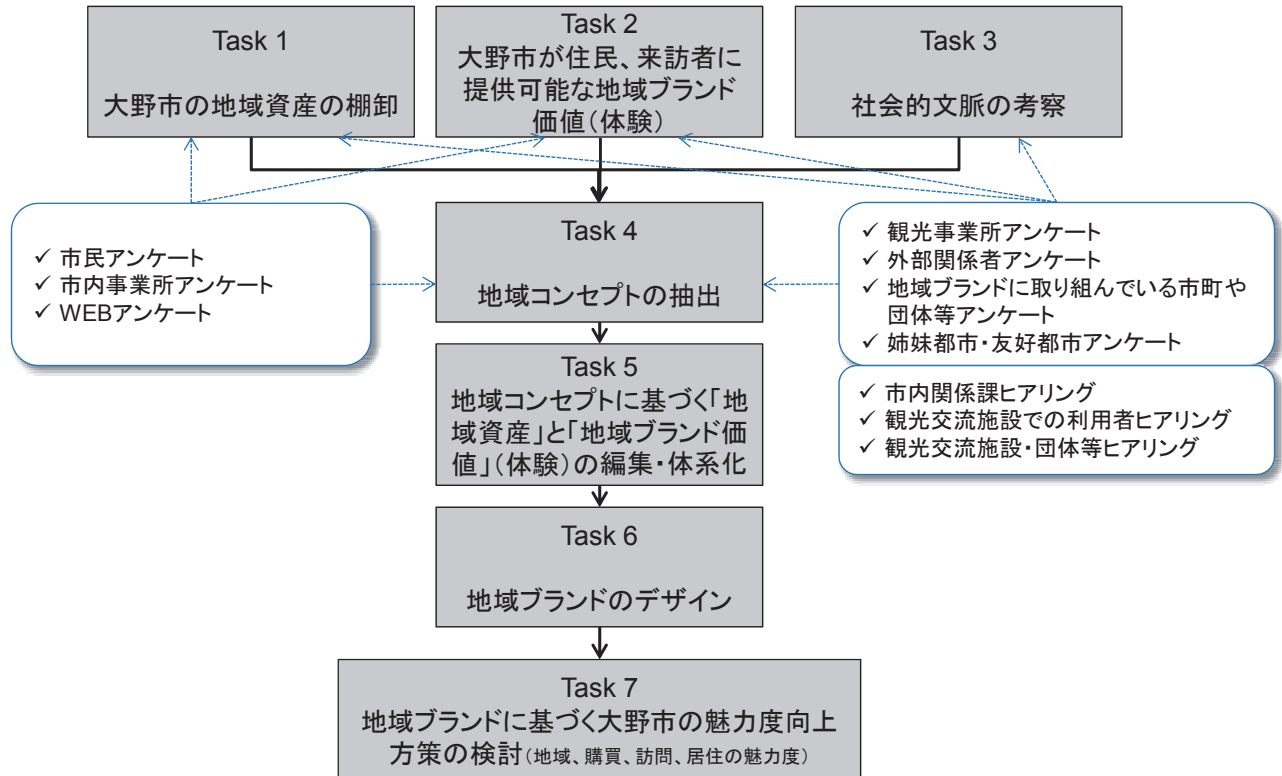 Task 1
大野市の地域資産の棚卸
Task 2
大野市が住民、来訪者に
提供可能な地域ブランド
価値(体験)
Task 3
社会的文脈の考察
✓ 市民アンケート
✓ 市内事業所アンケート
✓ WEBアンケート
Task 4
地域コンセプトの抽出
✓ 観光事業所アンケート
✓ 外部関係者アンケート
✓ 地域ブランドに取り組んでいる市町や
団体等アンケート
✓ 姉妹都市・友好都市アンケート
✓ 市内関係課ヒアリング
✓ 観光交流施設での利用者ヒアリング
✓ 観光交流施設・団体等ヒアリング
Task 5
地域コンセプトに基づく「地
域資産」と「地域ブランド価
値」(体験)の編集・体系化
Task 6
地域ブランドのデザイン
Task 7
地域ブランドに基づく大野市の魅力度向上
方策の検討(地域、購買、訪問、居住の魅力度)